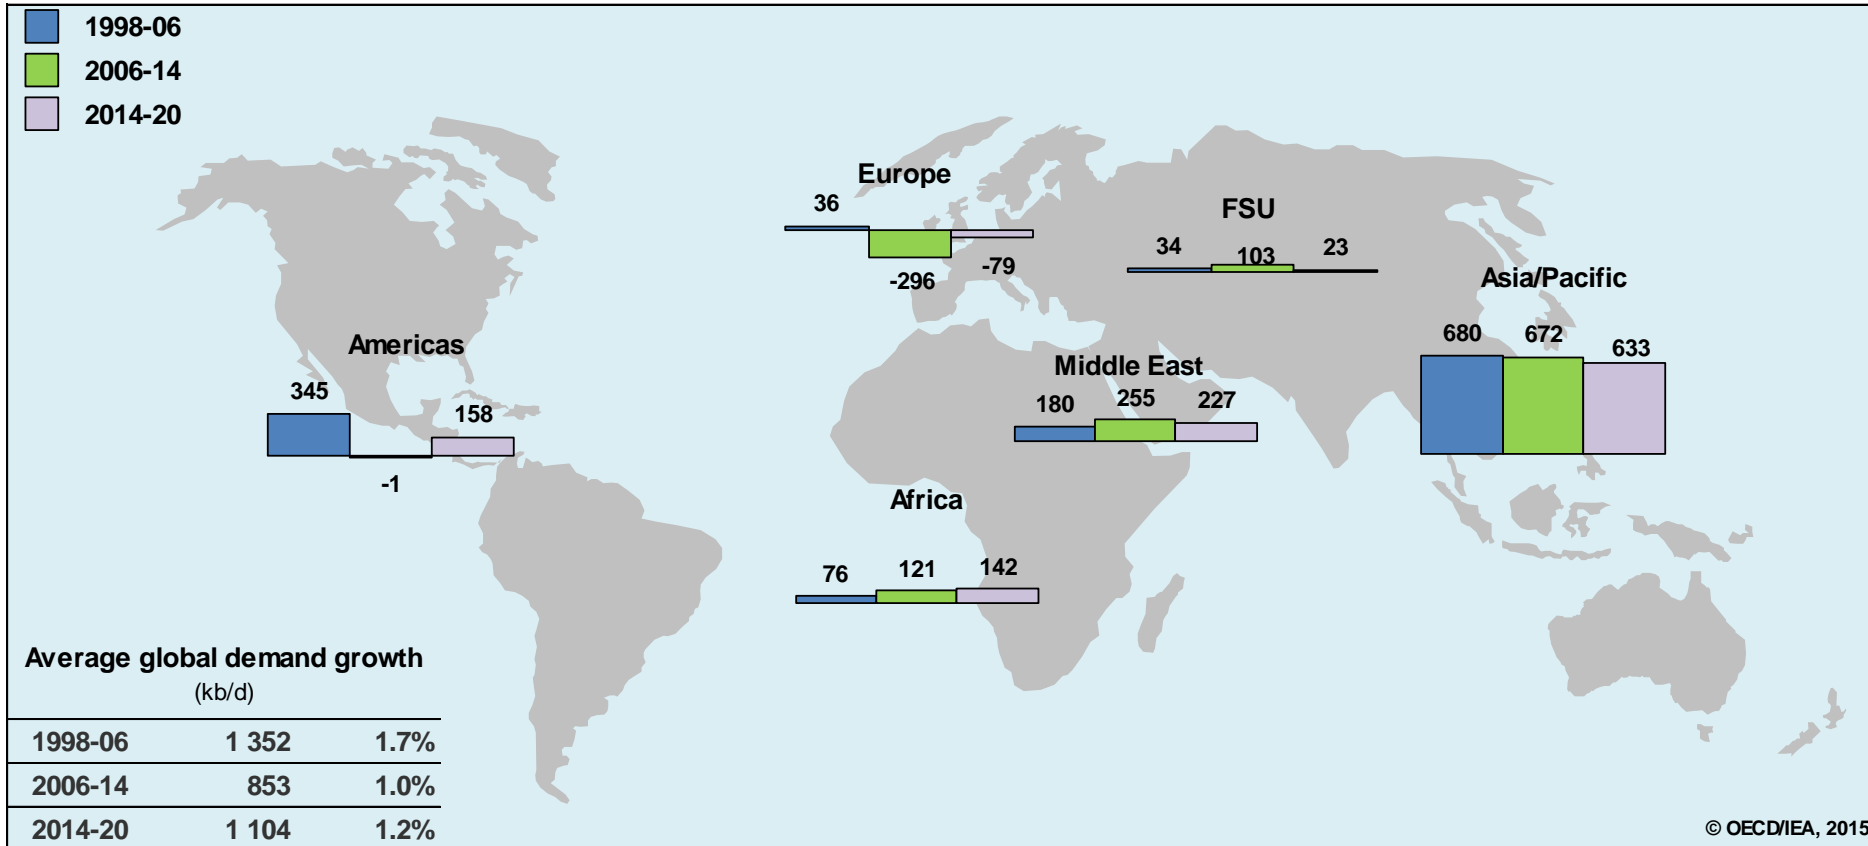 1998-06
2006-14
2014-20
Europe
36
-296
-79
FSU
34
103
23
Asia/Pacific
680
672
633
Americas
345
-1
158
Middle East
180
255
227
Africa
76
121
142
Average global demand growth
(kb/d)
1998-06 1 352 1.7%
2006-14 853 1.0%
2014-20 1 104 1.2%
© OECD/IEA, 2015